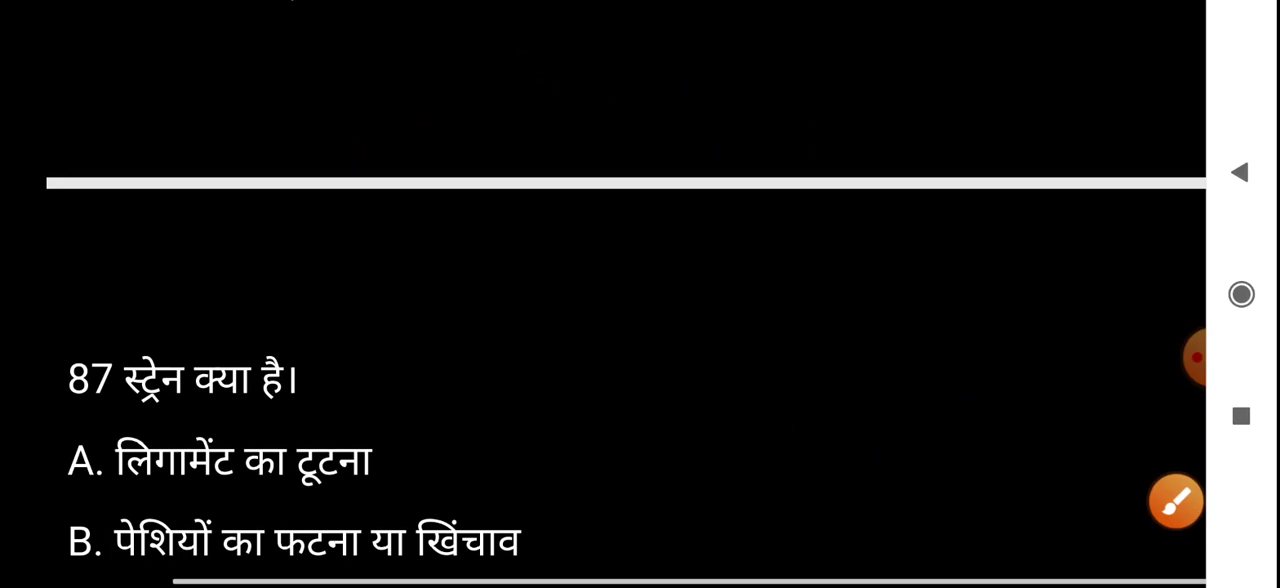 87 स्ट्रेन क्या है।
A. लिगामेंट का टूटना
B. पेशियों का फटना या खिंचाव